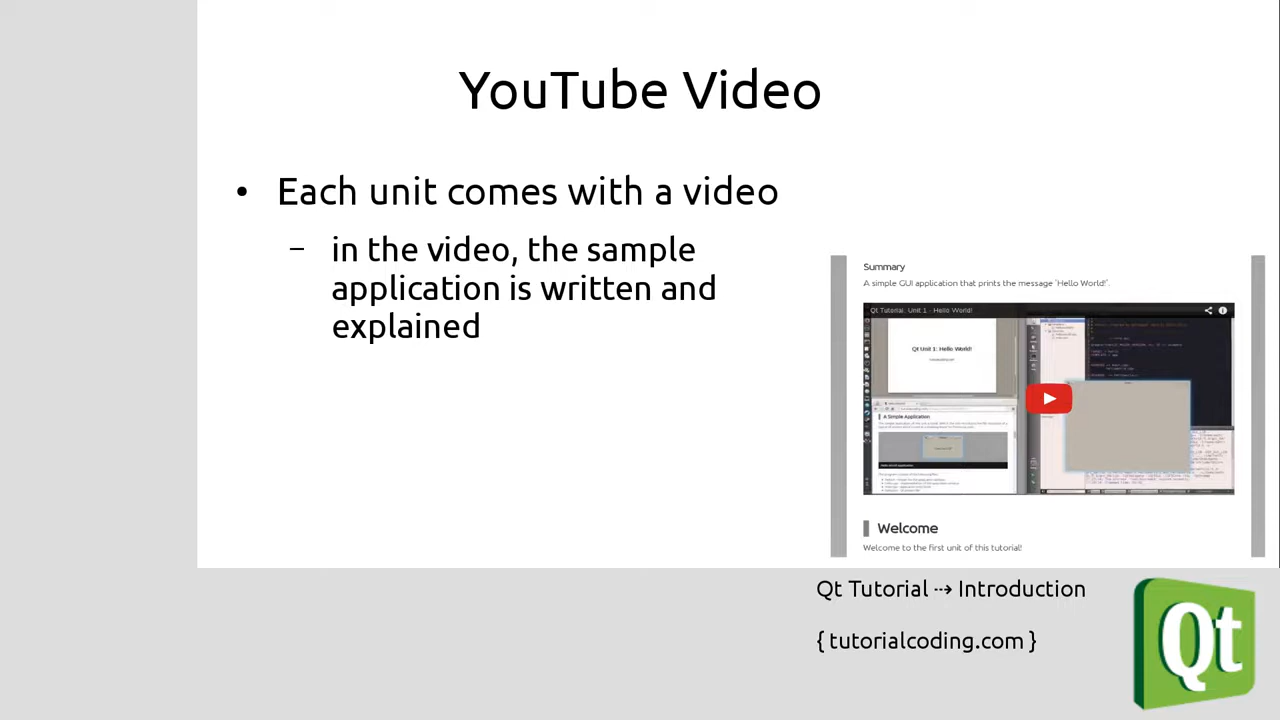 YouTube Video
• Each unit comes with a video
– in the video, the sample
application is written and
explained
Summary
A simple GUI application that prints the message "Hello World!".
Qt Tutorial, Unit 1 - Hello World!
Qt Unit 1: Hello World!
A Simple Application
Welcome
Welcome to the first unit of this tutorial!
Qt Tutorial ⇢ Introduction
{ tutorialcoding.com }
Qt